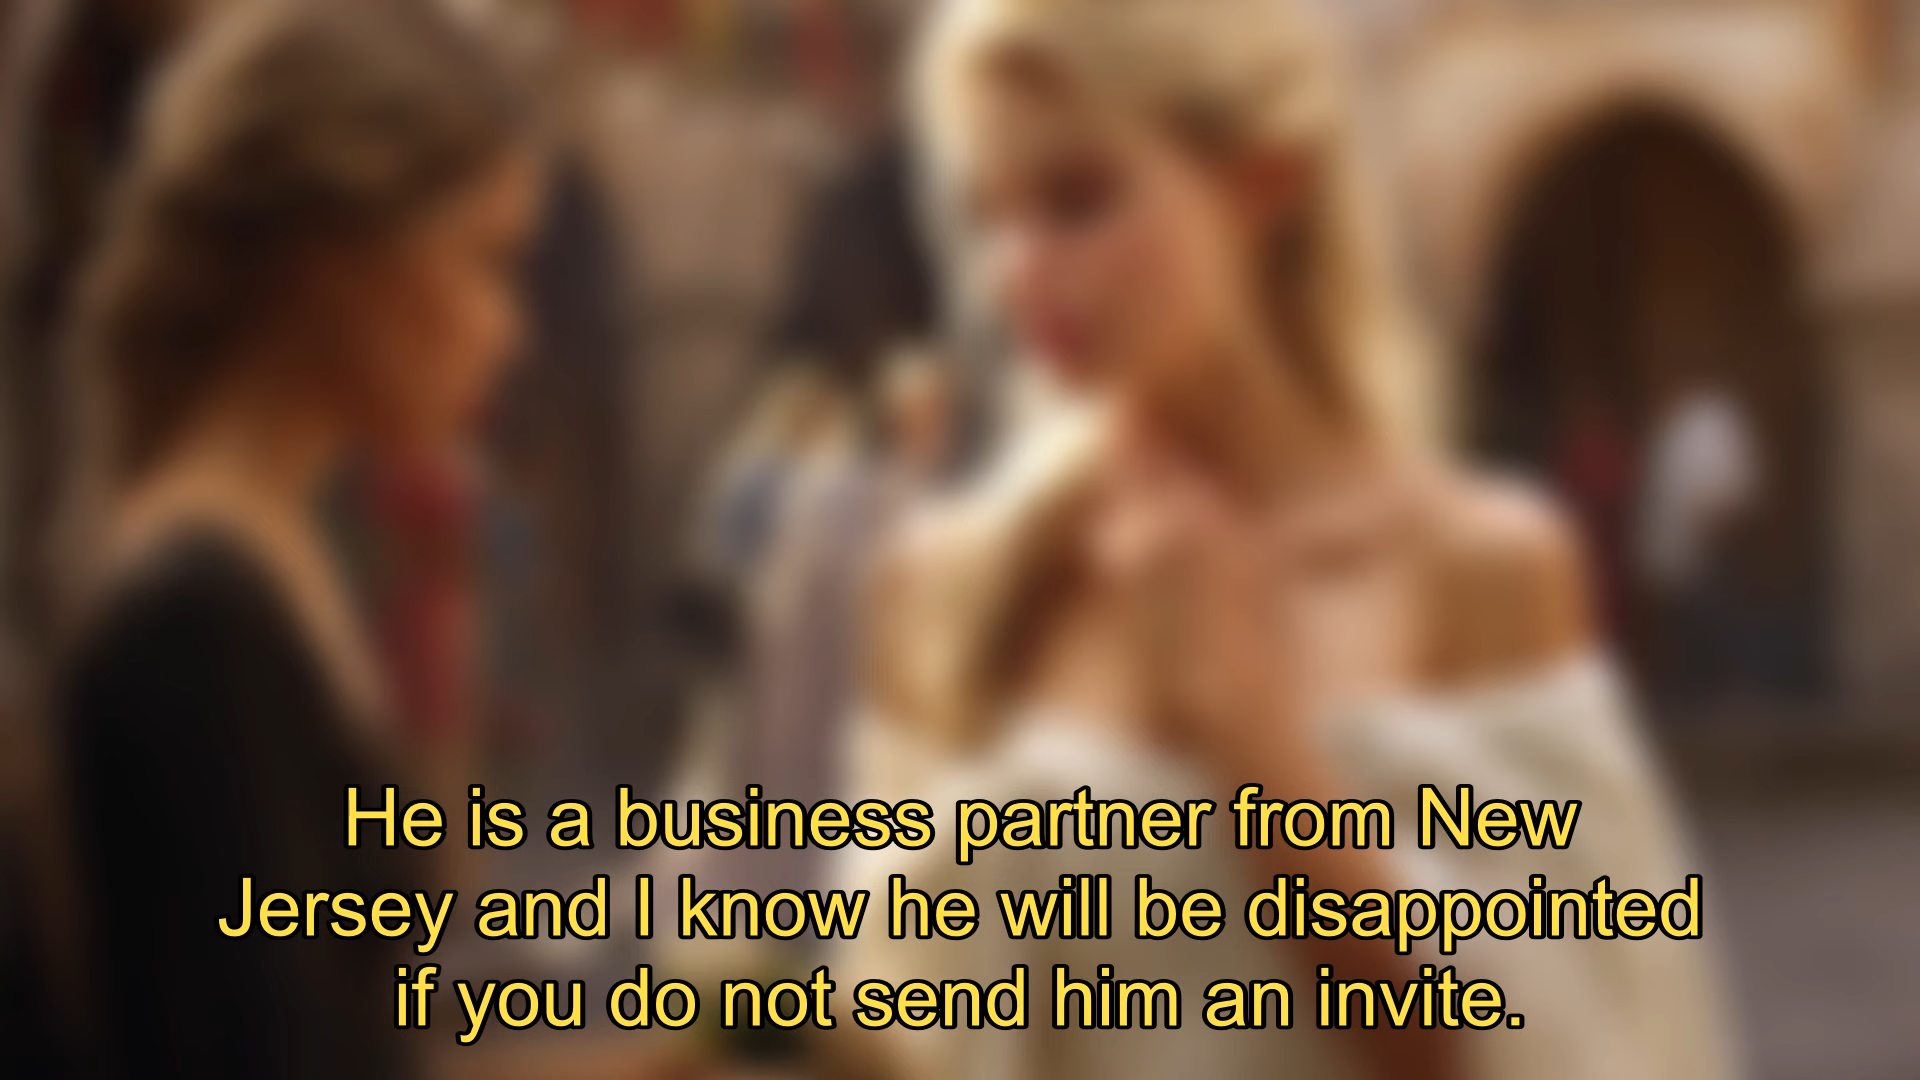 He is a business partner from New
Jersey and I know he will be disappointed
if you do not send him an invite.